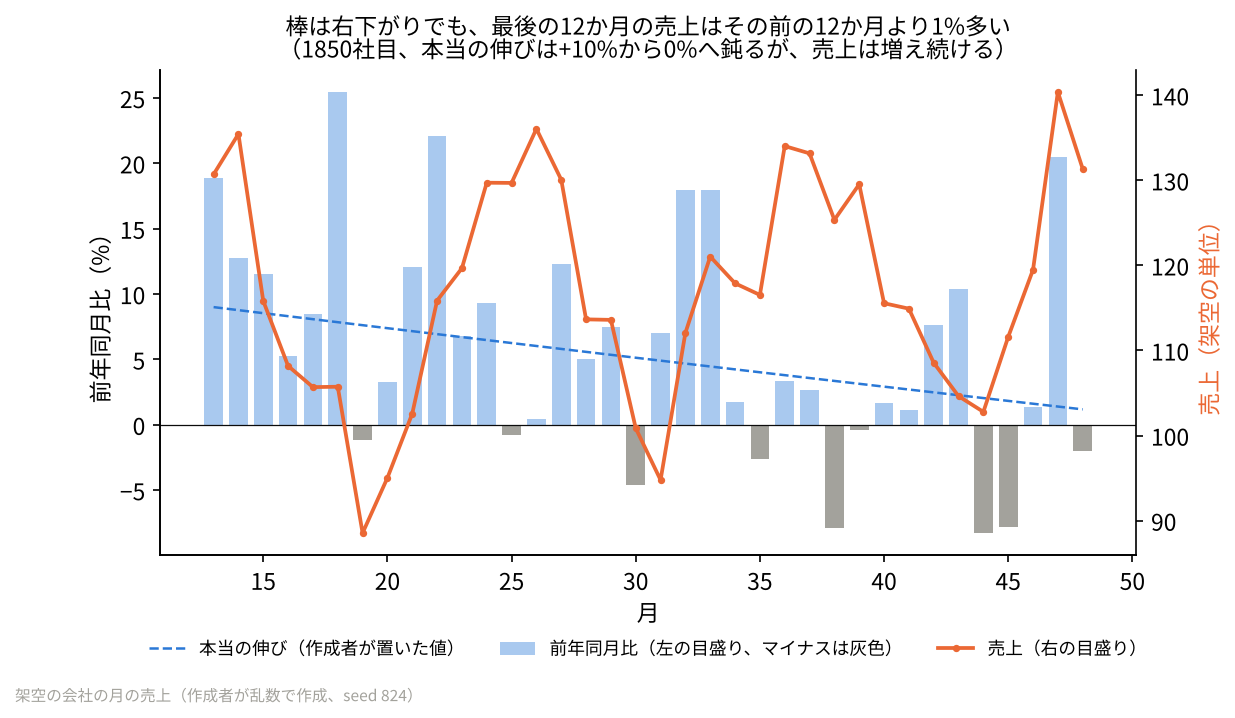 棒は右下がりでも、最後の12か月の売上はその前の12か月より1%多い
（1850社目、本当の伸びは+10%から0%へ鈍るが、売上は増え続ける）
前年同月比（%）
25
20
15
10
5
0
−5
140
130
120
110
100
90
売上（架空の単位）
15
20
25
30
35
40
45
50
月
本当の伸び（作成者が置いた値）
前年同月比（左の目盛り、マイナスは灰色）
売上（右の目盛り）
架空の会社の月の売上（作成者が乱数で作成、seed 824）